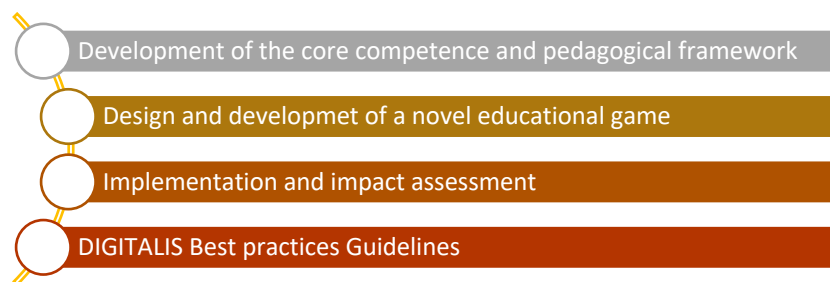 Development of the core competence and pedagogical framework
Design and developmet of a novel educational game
Implementation and impact assessment
DIGITALIS Best practices Guidelines